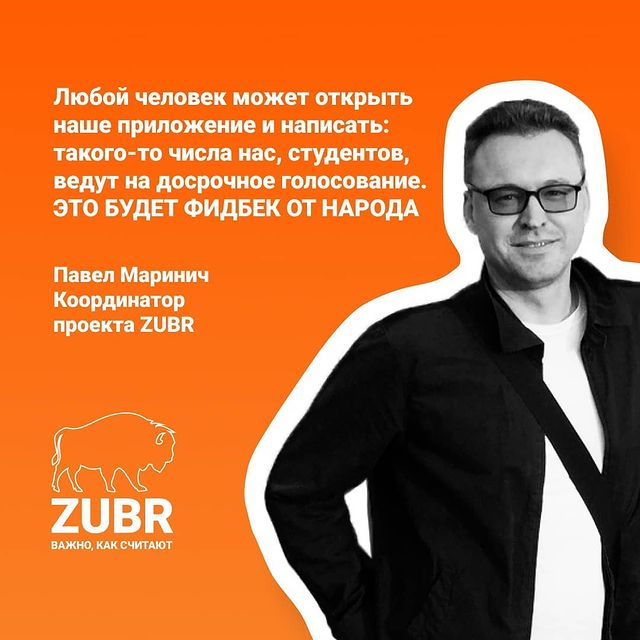 Любой человек может открыть
наше приложение и написать:
такого-то числа нас, студентов,
ведут на досрочное голосование.
ЭТО БУДЕТ ФИДБЕК ОТ НАРОДА
Павел Маринич
Координатор
проекта ZUBR
ZUBR
ВАЖНО, КАК СЧИТАЮТ